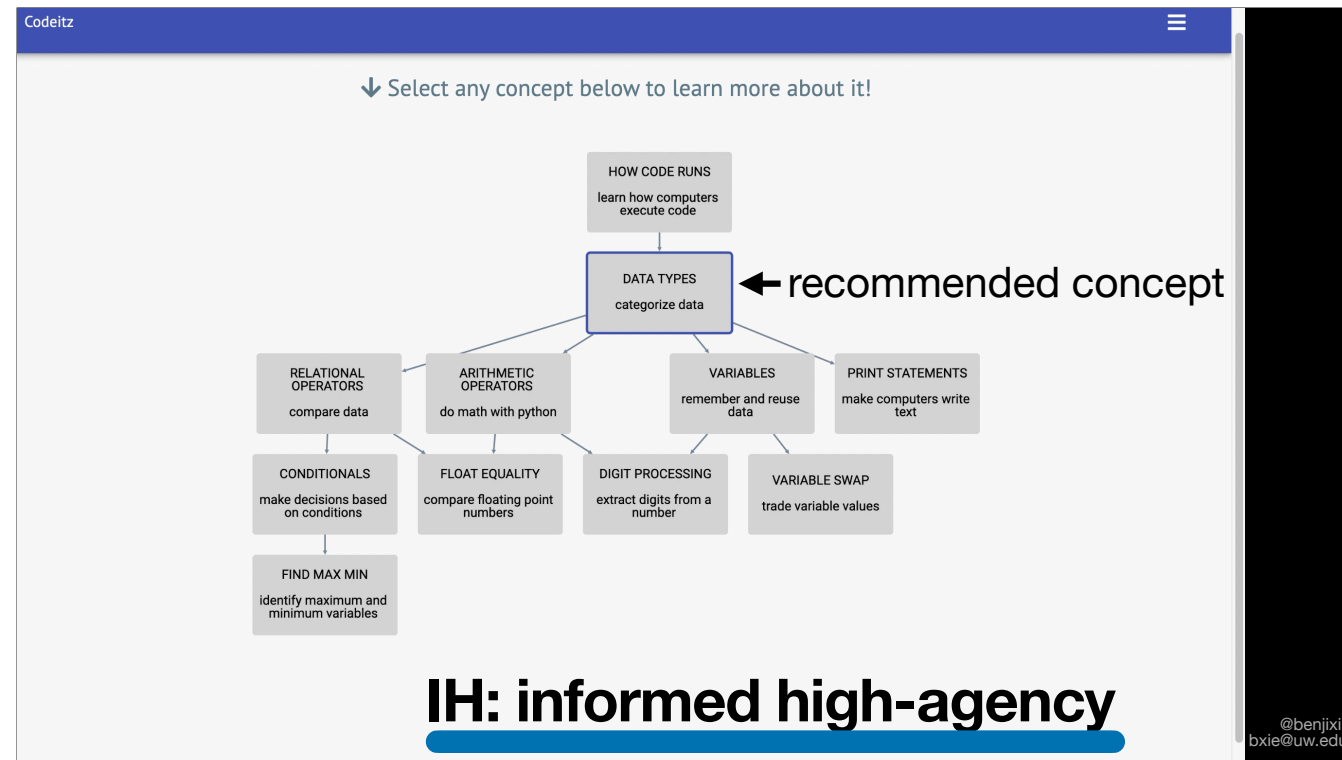 Codeitz
Select any concept below to learn more about it!
HOW CODE RUNS
learn how computers
execute code
DATA TYPES
categorize data
recommended concept
RELATIONAL
OPERATORS
compare data
ARITHMETIC
OPERATORS
do math with python
VARIABLES
remember and reuse
data
PRINT STATEMENTS
make computers write
text
CONDITIONALS
make decisions based
on conditions
FLOAT EQUALITY
compare floating point
numbers
DIGIT PROCESSING
extract digits from a
number
VARIABLE SWAP
trade variable values
FIND MAX MIN
identify maximum and
minimum variables
IH: informed high-agency
@benjixi
bxie@uw.edu